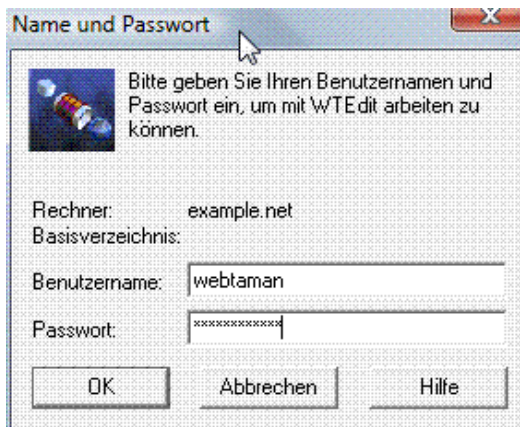 Name und Passwort
Bitte geben Sie Ihren Benutzernamen und
Passwort ein, um mit WTEdit arbeiten zu
können.
Rechner: example.net
Basisverzeichnis:
Benutzername: webtaman
Passwort: xxxxxxxxxxxx
OK Abbrechen Hilfe